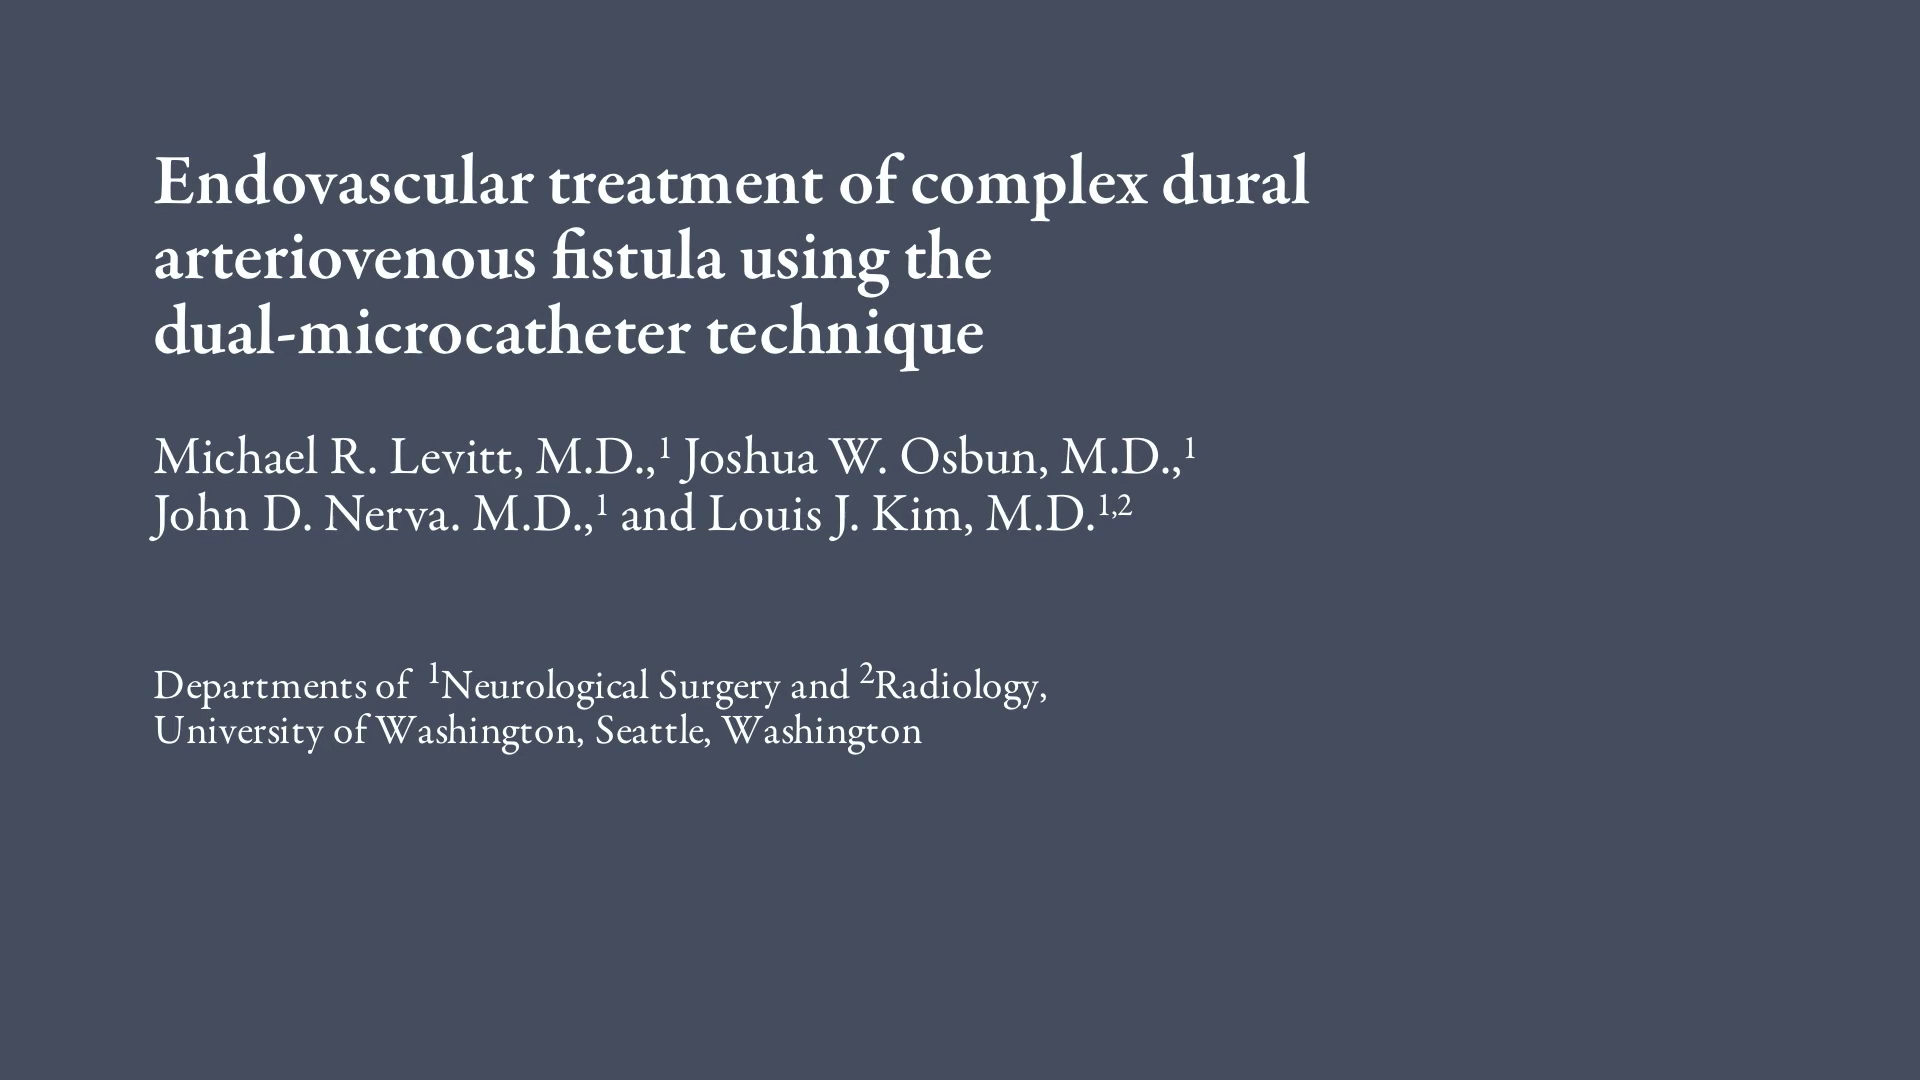 Endovascular treatment of complex dural
arteriovenous fistula using the
dual-microcatheter technique
Michael R. Levitt, M.D.,¹ Joshua W. Osbun, M.D.,¹
John D. Nerva. M.D.,¹ and Louis J. Kim, M.D.¹,²
Departments of ¹Neurological Surgery and ²Radiology,
University of Washington, Seattle, Washington